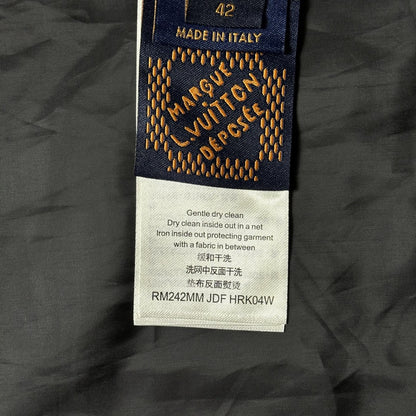 42
MADE IN ITALY
MARQUE
L.VUITTON
DÉPOSÉE
Gentle dry clean
Dry clean inside out in a net
Iron inside out protecting garment
with a fabric in between
缓和干洗
洗网中反面干洗
垫布反面熨烫
RM242MM JDF HRK04W